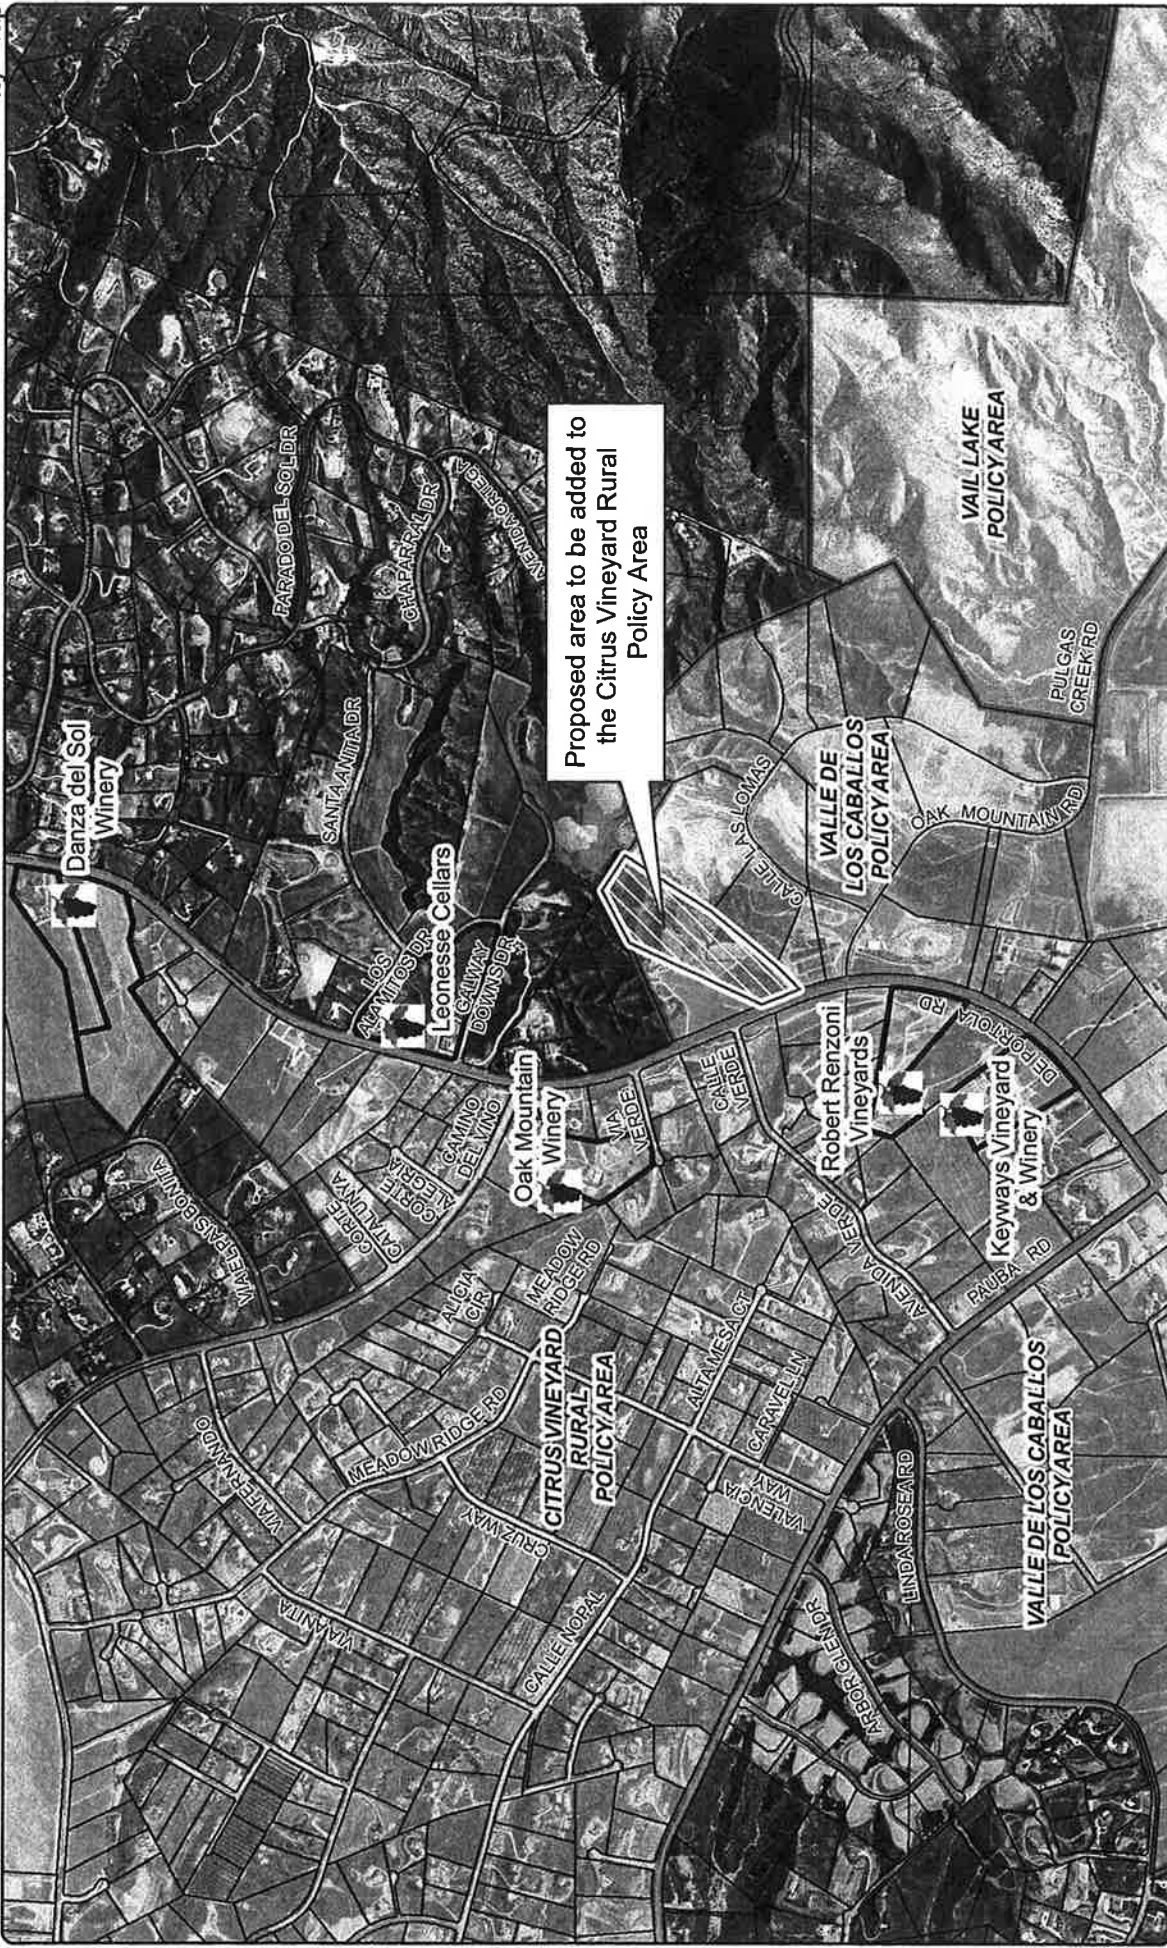 Danza del Sol
Winery
PARADO DEL SOL DR
CHAPARRAL DR
AVENIDA ORTEGA
SANTA ANITA DR
LOS
ALAMITOS DR
Leonesse Cellars
GALWAY
DOWNS DR
Proposed area to be added to
the Citrus Vineyard Rural
Policy Area
VAIL LAKE
POLICY AREA
PULGAS
CREEK RD
VALLE DE
LOS CABALLOS
POLICY AREA
CALLE LAS LOMAS
OAK MOUNTAIN RD
VIA EL PAIS BONITA
CORTE
CATALUNYA
CORTE
ALEGRIA
CAMINO
DEL VINO
Oak Mountain
Winery
VIA
VERDE
CALLE
VERDE
Robert Renzoni
Vineyards
DE PORTOLA RD
Keyways Vineyard
& Winery
AVENIDA VERDE
PAUBA RD
ALICIA
CIR
MEADOW
RIDGE RD
VIA FERNANDO
MEADOW RIDGE RD
CITRUS VINEYARD
RURAL
POLICY AREA
ALTA MESA CT
CARAVEL LN
VALENCIA
WAY
CRUZ WAY
VIA ANITA
CALLE NOPAL
LINDA ROSEA RD
ARBOR GLEN DR
VALLE DE LOS CABALLOS
POLICY AREA